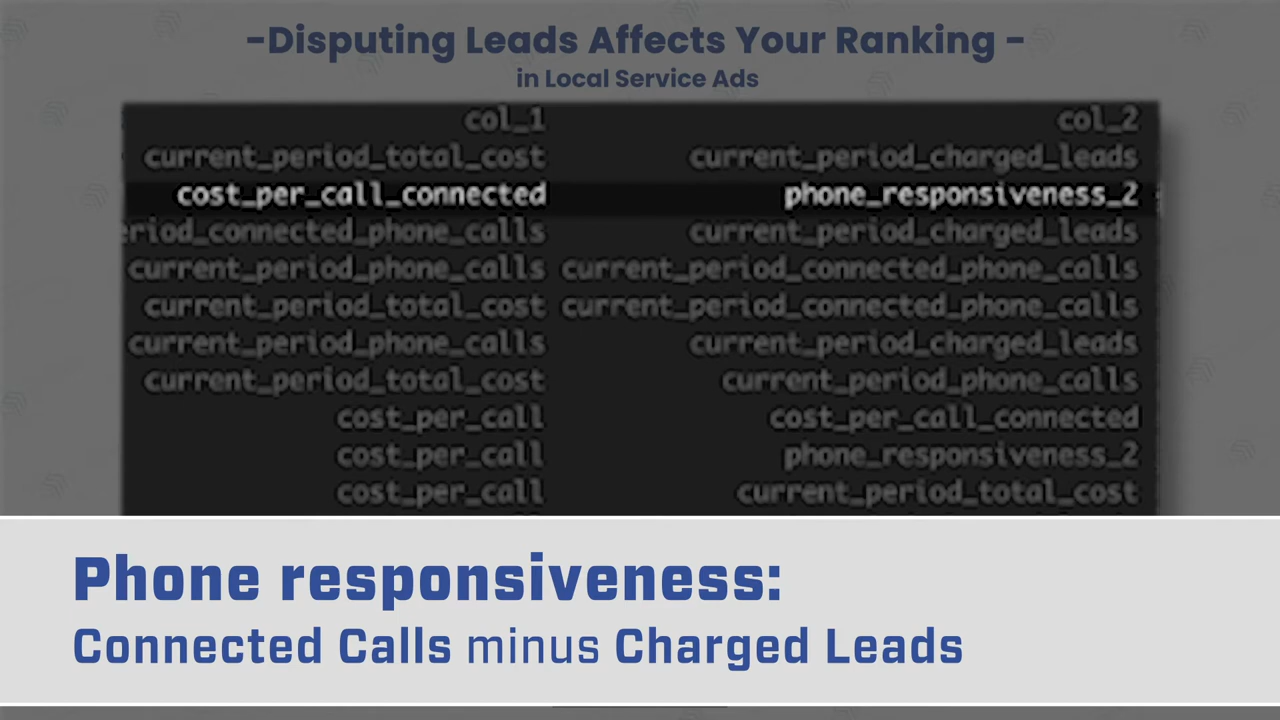 -Disputing Leads Affects Your Ranking -
in Local Service Ads
col_1 col_2
current_period_total_cost current_period_charged_leads
cost_per_call_connected phone_responsiveness_2
riod_connected_phone_calls current_period_charged_leads
current_period_phone_calls current_period_connected_phone_calls
current_period_total_cost current_period_connected_phone_calls
current_period_phone_calls current_period_charged_leads
current_period_total_cost current_period_phone_calls
cost_per_call cost_per_call_connected
cost_per_call phone_responsiveness_2
cost_per_call current_period_total_cost
Phone responsiveness:
Connected Calls minus Charged Leads